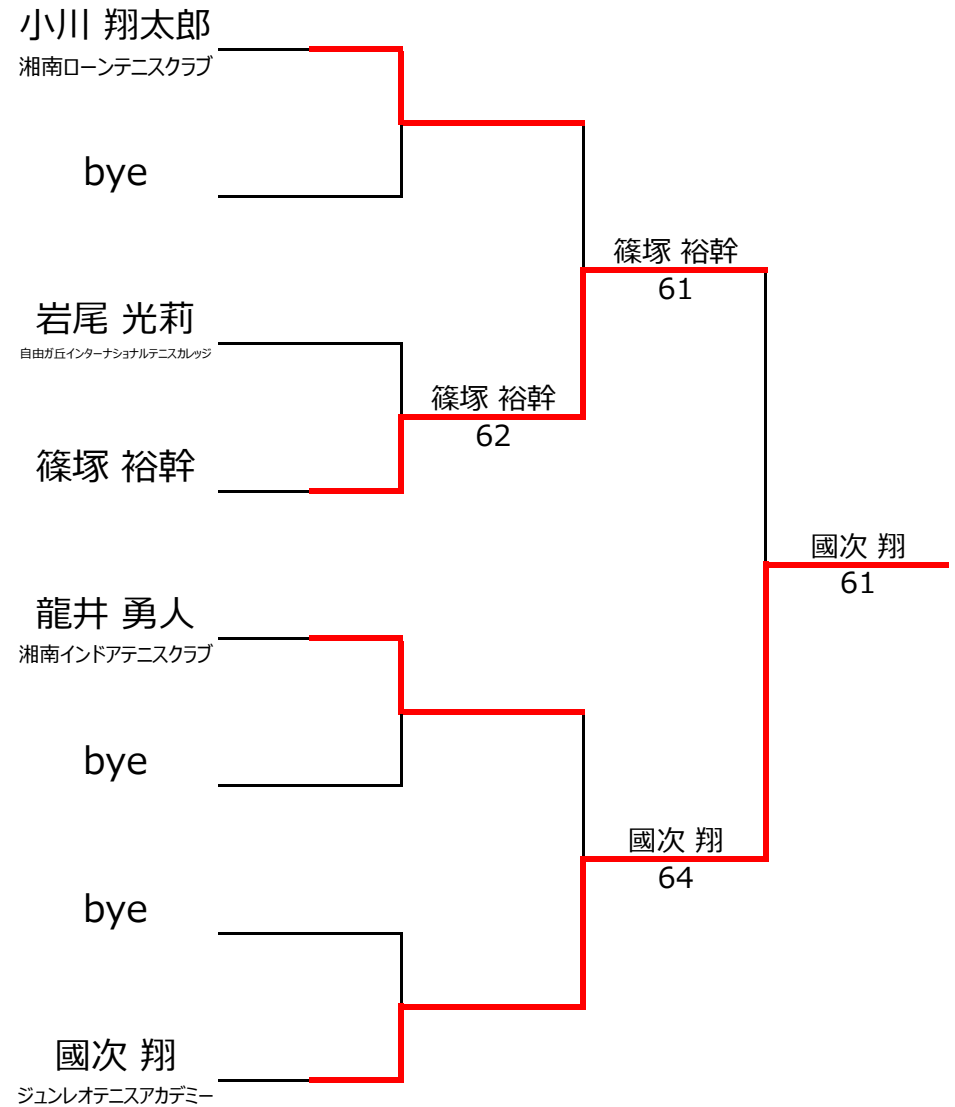 小川 翔太郎
湘南ローンテニスクラブ
bye
岩尾 光莉
自由ガ丘インターナショナルテニスカレッジ
篠塚 裕幹
龍井 勇人
湘南インドアテニスクラブ
bye
bye
國次 翔
ジュンレオテニスアカデミー
篠塚 裕幹
62
篠塚 裕幹
61
國次 翔
64
國次 翔
61